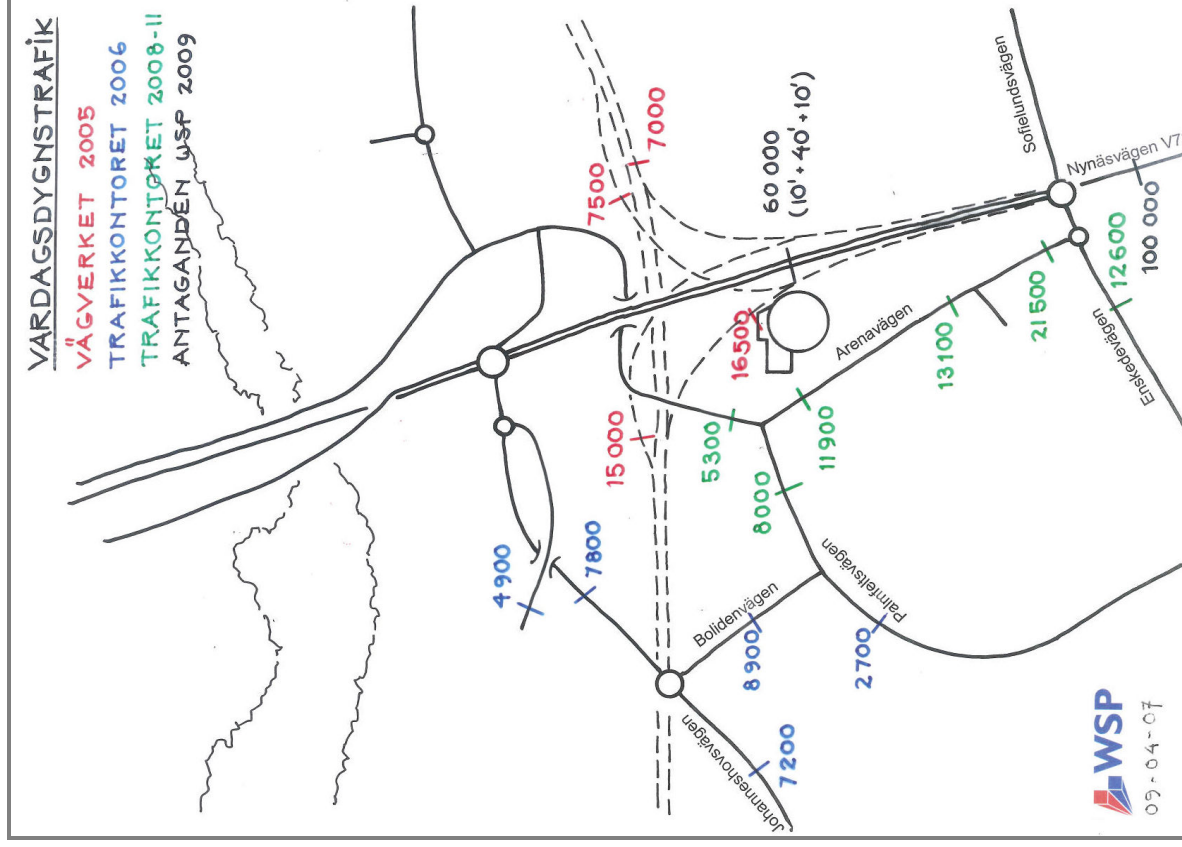 VARDAGSDYGNSTRAFIK
VÄGVERKET 2005
TRAFIKKONTORET 2006
TRAFIKKONTORET 2008-11
ANTAGANDEN WSP 2009
7500
7000
60 000
(10' + 40' + 10')
Sofielundsvägen
Nynäsvägen V7
100 000
12600
Enskedevägen
21500
13100
Arenavägen
16500
11900
5300
8000
15000
4900
7800
Bolidenvägen
8900
Palmfeltsvägen
2700
Johanneshovsvägen
7200
WSP
09-04-07